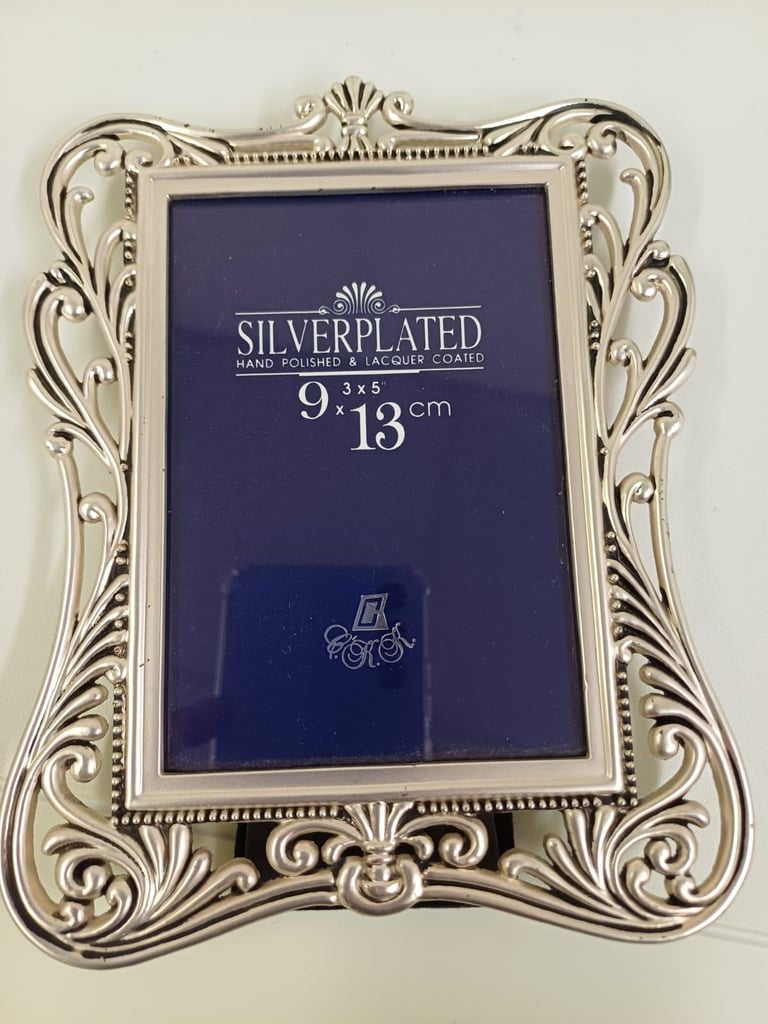 SILVERPLATED
HAND POLISHED & LACQUER COATED
3 x 5"
9 x 13 cm
C.K.K.